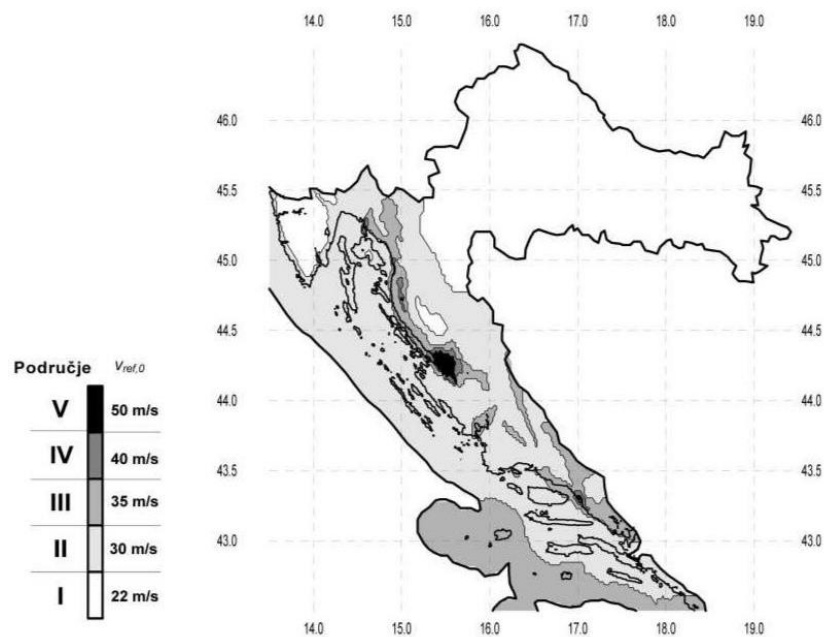 14.0 15.0 16.0 17.0 18.0 19.0
46.0 46.0
45.5 45.5
45.0 45.0
44.5 44.5
Područje Vref,0
44.0 44.0
V 50 m/s
IV 40 m/s
43.5 43.5
III 35 m/s
43.0 43.0
II 30 m/s
I 22 m/s
14.0 15.0 16.0 17.0 18.0 19.0